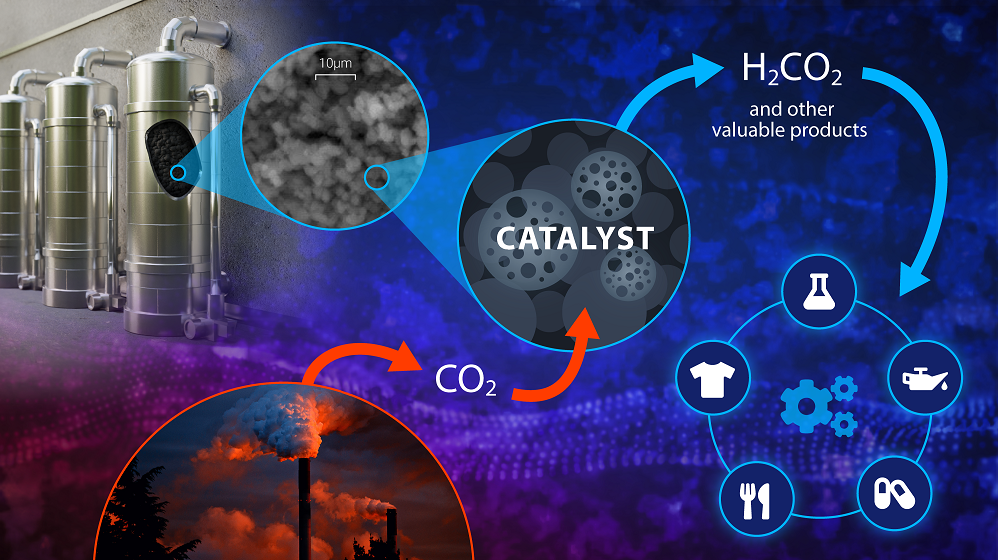 10μm
H₂CO₂
and other
valuable products
CATALYST
CO₂